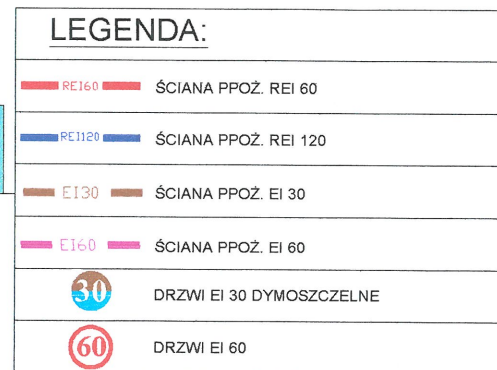 LEGENDA:
REI60 ŚCIANA PPOŻ. REI 60
REI120 ŚCIANA PPOŻ. REI 120
EI30 ŚCIANA PPOŻ. EI 30
EI60 ŚCIANA PPOŻ. EI 60
30 DRZWI EI 30 DYMOSZCZELNE
60 DRZWI EI 60